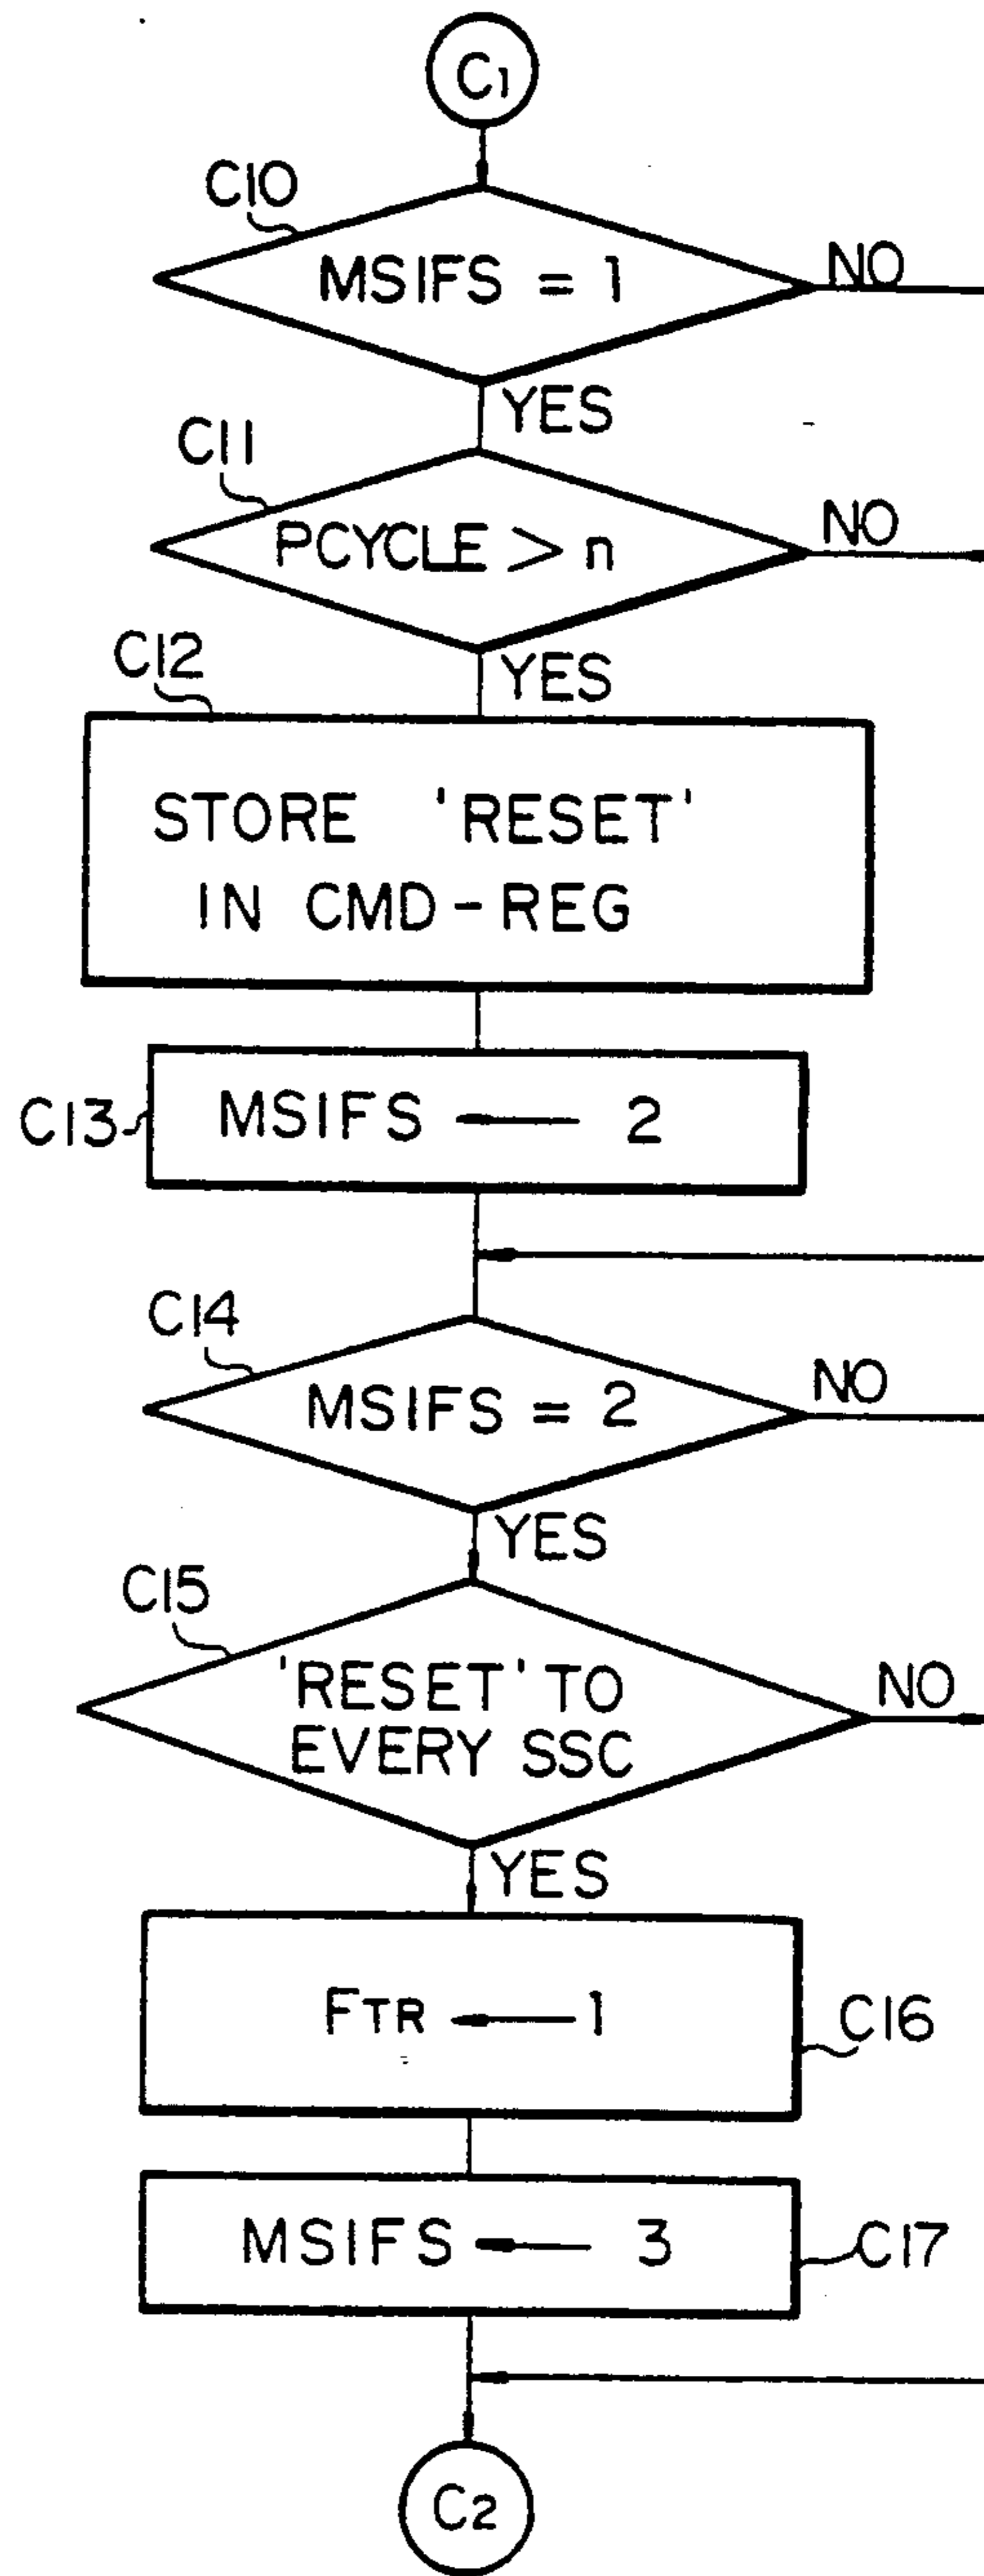 C1
C10
MSIFS = 1
NO
YES
C11
PCYCLE > n
NO
YES
C12
STORE 'RESET'
IN CMD-REG
C13
MSIFS ← 2
C14
MSIFS = 2
NO
YES
C15
'RESET' TO
EVERY SSC
NO
YES
FTR ← 1
C16
MSIFS ← 3
C17
C2